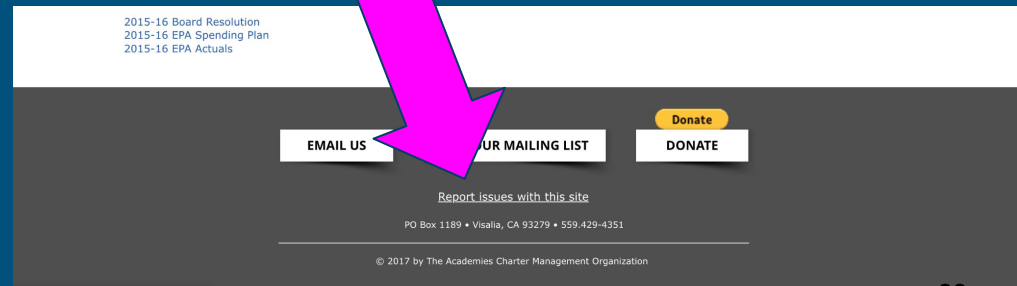 2015-16 Board Resolution
2015-16 EPA Spending Plan
2015-16 EPA Actuals
Donate
EMAIL US
OUR MAILING LIST
DONATE
Report issues with this site
PO Box 1189 • Visalia, CA 93279 • 559.429-4351
© 2017 by The Academies Charter Management Organization